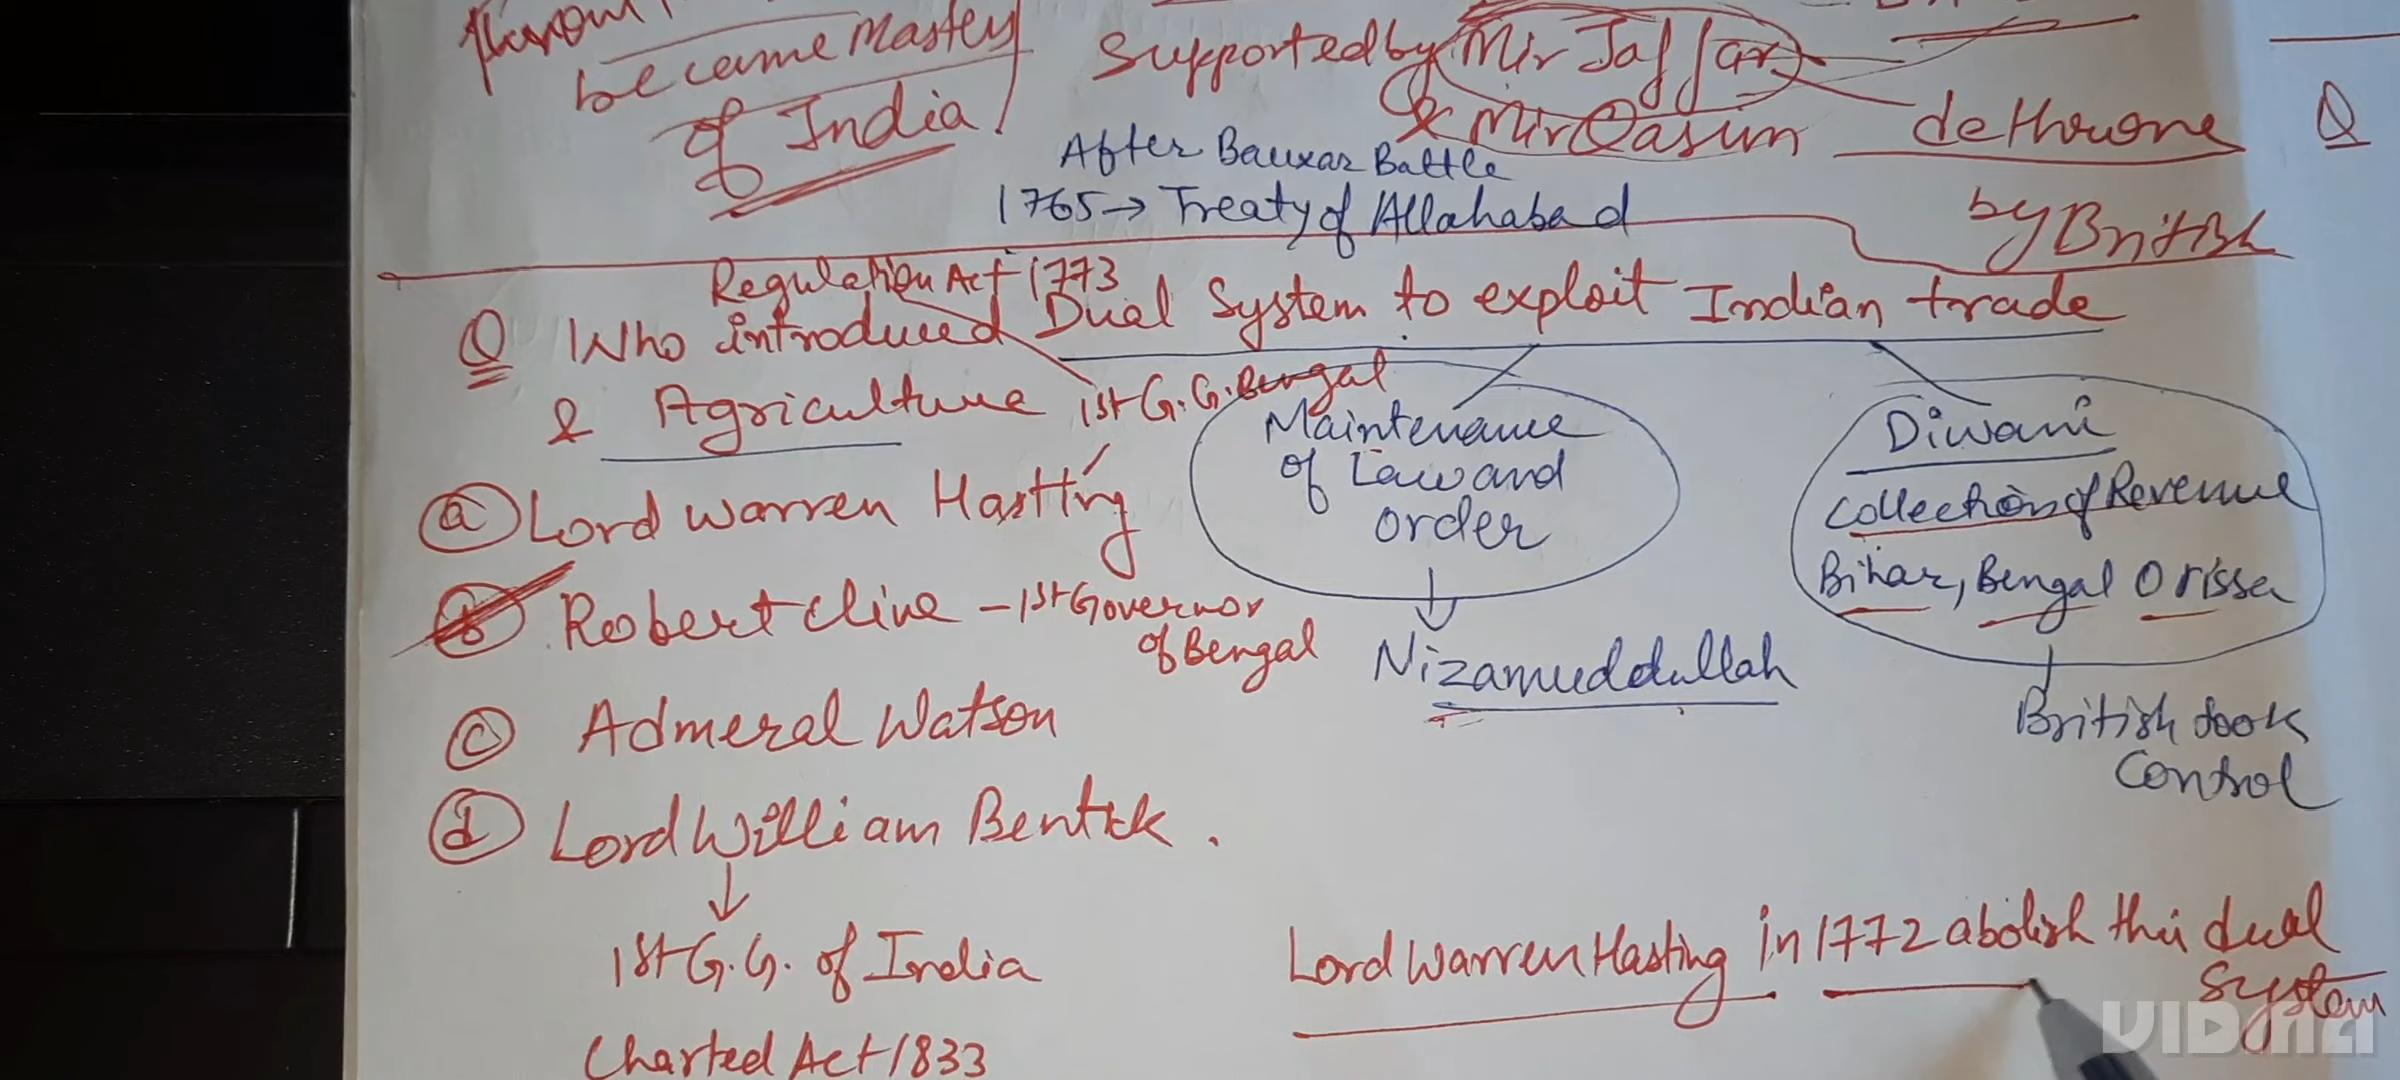 became Master
of India
Supported by Mir Jaffar
& Mir Qasim
dethrone
by British
Q
After Bauxar Battle
1765 → Treaty of Allahabad
Regulation Act 1773
Q Who introduced Dual System to exploit Indian trade
& Agriculture
1st G.G. Bengal
Maintenance
of Law and
order
Nizamuddullah
Diwani
Collection of Revenue
Bihar, Bengal Orissa
British took
Control
a Lord Warren Hasting
b Robert Clive - 1st Governor
of Bengal
c Admeral Watson
d Lord William Bentck.
1st G.G. of India
Charted Act 1833
Lord Warren Hasting in 1772 abolish this dual
System